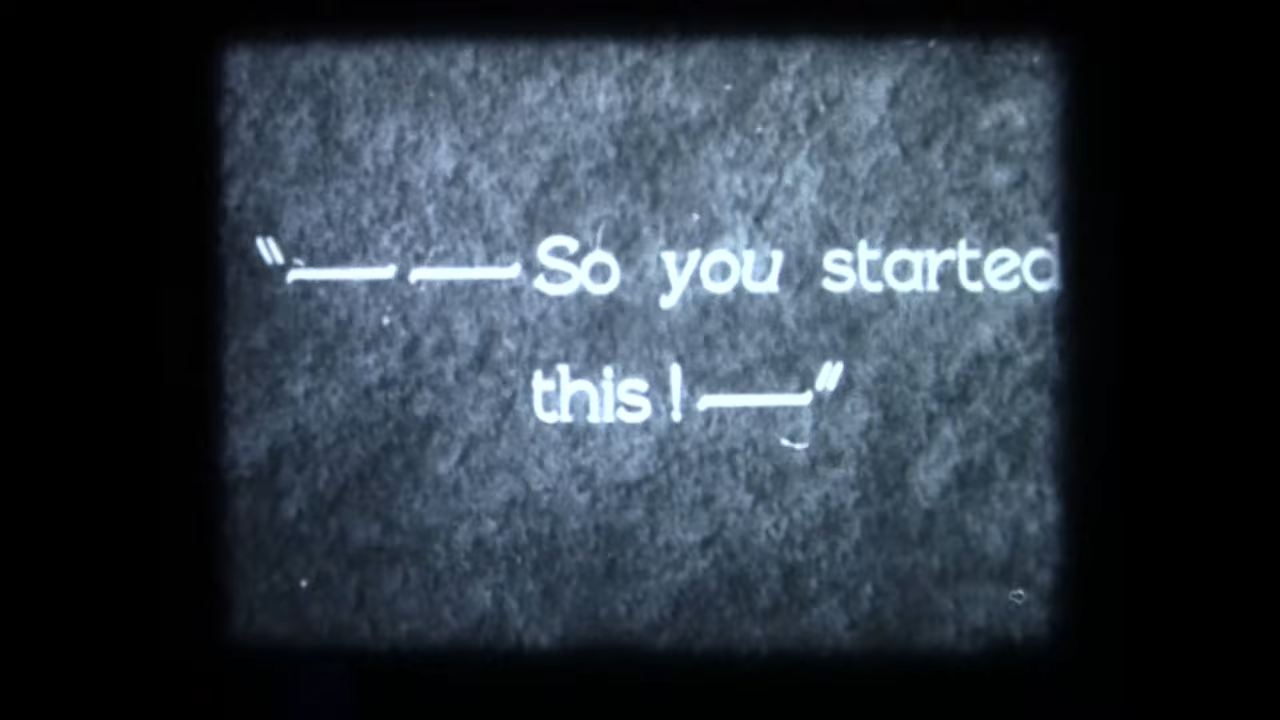 "— — So you started
this ! —"